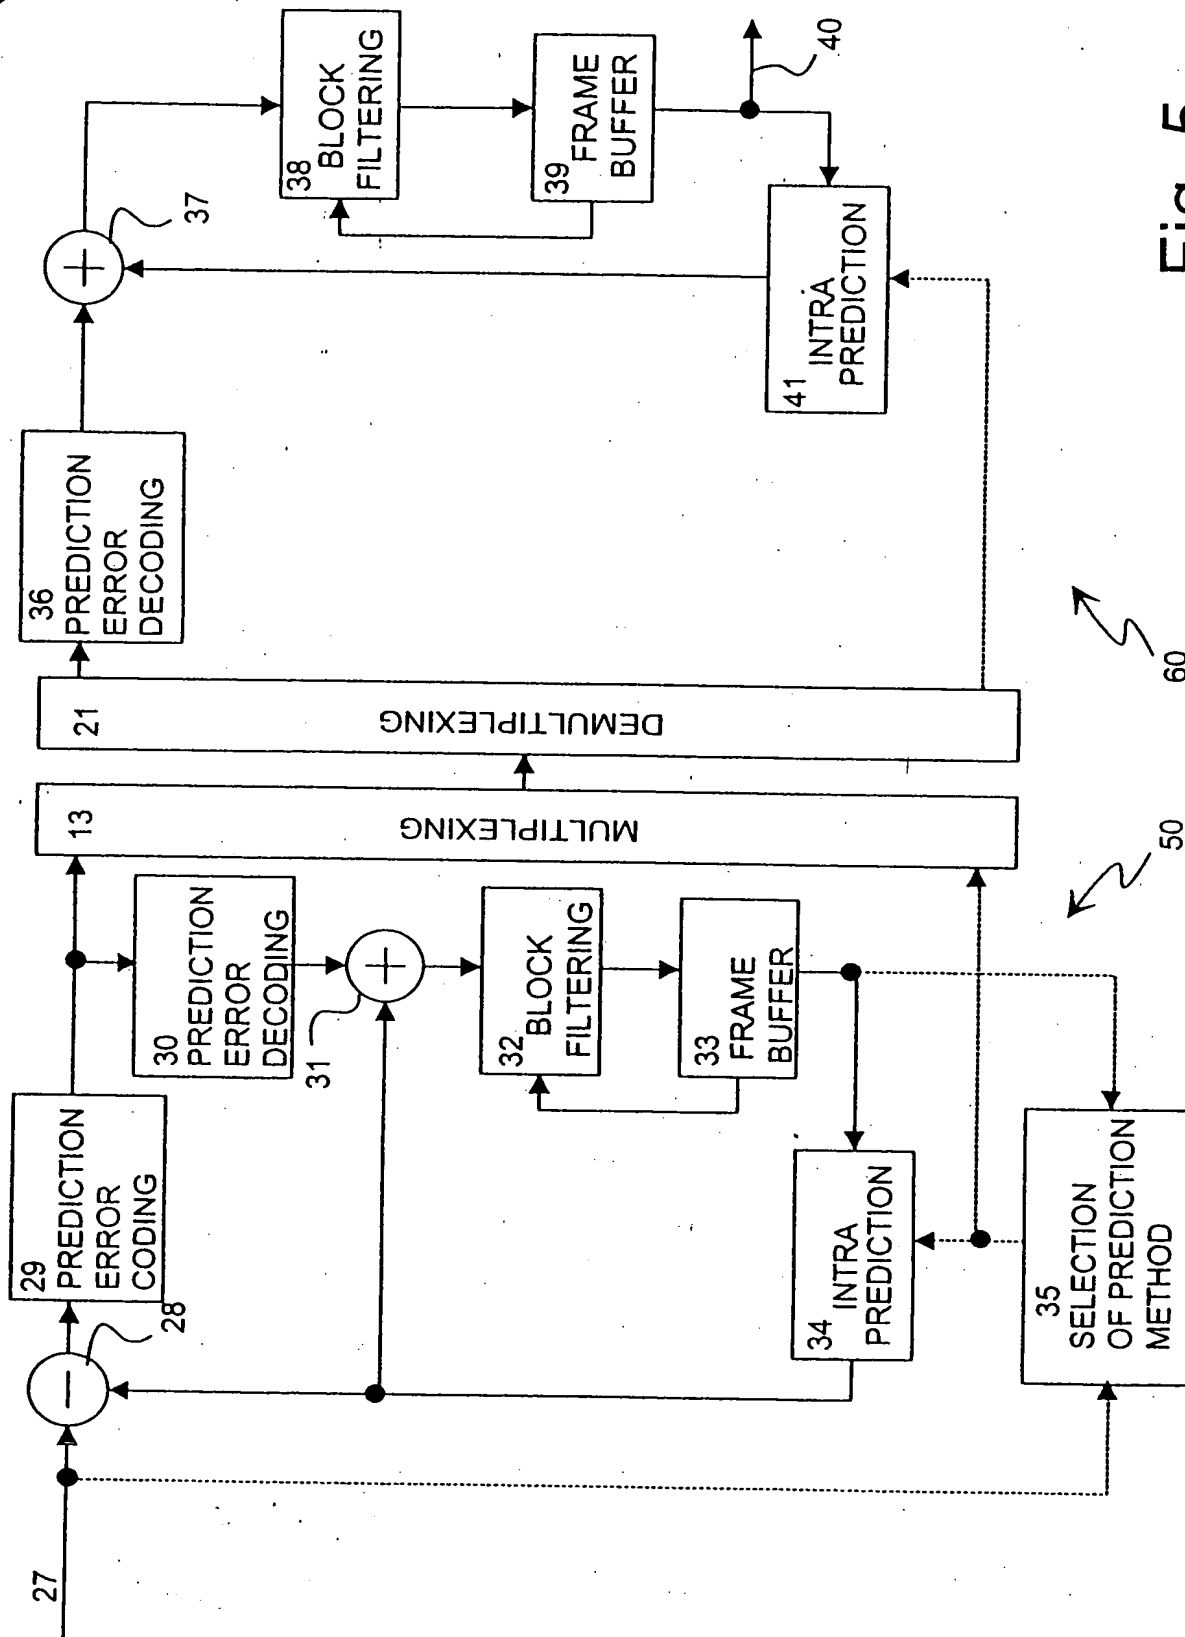 27
28
29
PREDICTION
ERROR
CODING
30
PREDICTION
ERROR
DECODING
31
32
BLOCK
FILTERING
33
FRAME
BUFFER
34
INTRA
PREDICTION
35
SELECTION
OF PREDICTION
METHOD
13
MULTIPLEXING
50
21
DEMULTIPLEXING
60
36
PREDICTION
ERROR
DECODING
37
38
BLOCK
FILTERING
39
FRAME
BUFFER
40
41
INTRA
PREDICTION
Fig. 5